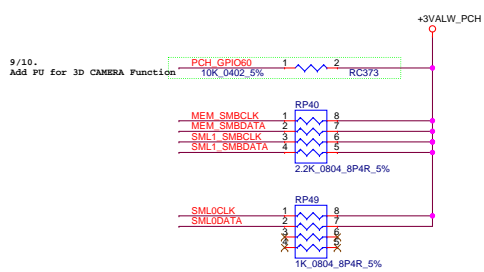 +3VALW_PCH
9/10.
Add PU for 3D CAMERA Function
PCH_GPIO60 1 2
10K_0402_5% RC373
RP40
MEM_SMBCLK 1 8
MEM_SMBDATA 2 7
SML1_SMBCLK 3 6
SML1_SMBDATA 4 5
2.2K_0804_8P4R_5%
RP49
SML0CLK 1 8
SML0DATA 2 7
3 6
4 5
1K_0804_8P4R_5%